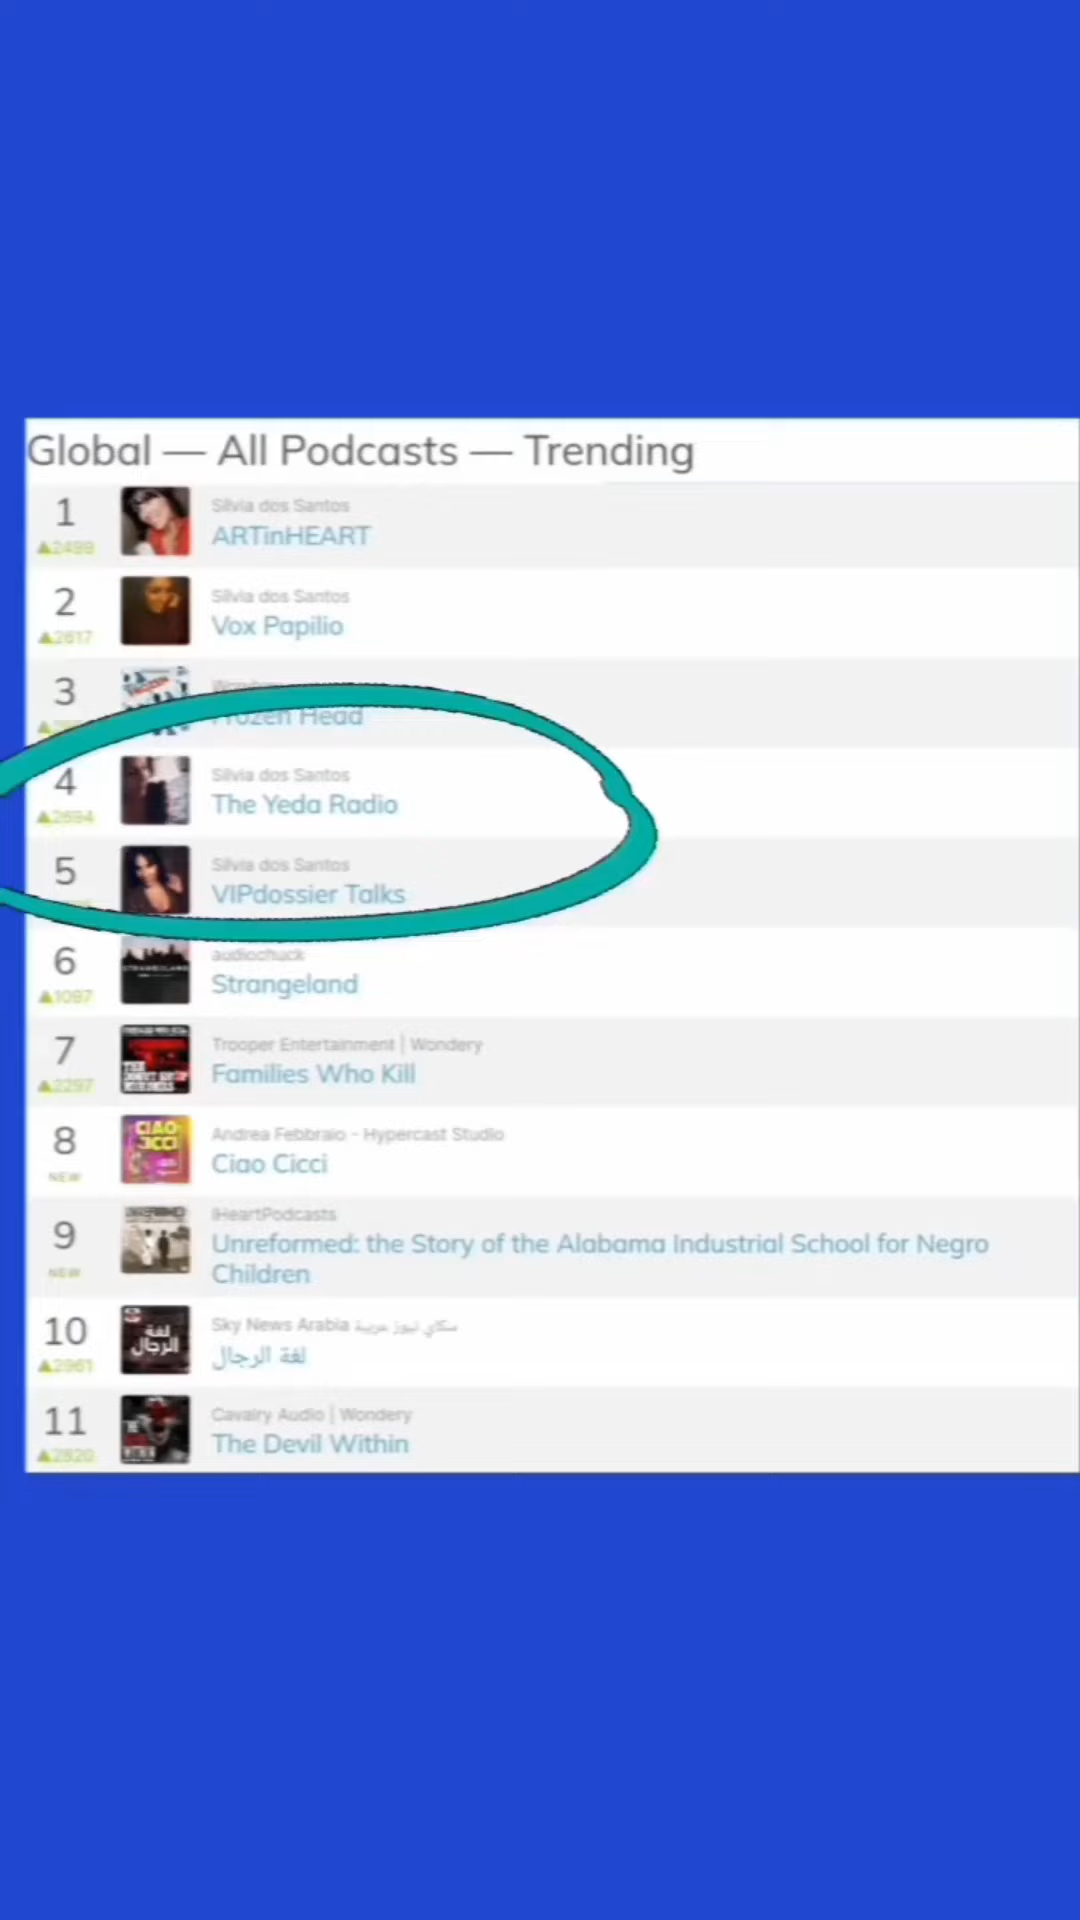 Global — All Podcasts — Trending
1
Silvia dos Santos
▲2499
ARTinHEART
2
Silvia dos Santos
▲2617
Vox Papilio
3
Frozen Head
4
Silvia dos Santos
▲2694
The Yeda Radio
5
Silvia dos Santos
VIPdossier Talks
6
audiochuck
▲1097
Strangeland
7
Trooper Entertainment | Wondery
▲2297
Families Who Kill
8
Andrea Febbraio - Hypercast Studio
NEW
Ciao Cicci
CIAO
9
iHeartPodcasts
NEW
Unreformed: the Story of the Alabama Industrial School for Negro
Children
10
Sky News Arabia سكاي نيوز عربية
▲2961
لغة الرجال
لغة
الرجال
11
Cavalry Audio | Wondery
▲2820
The Devil Within